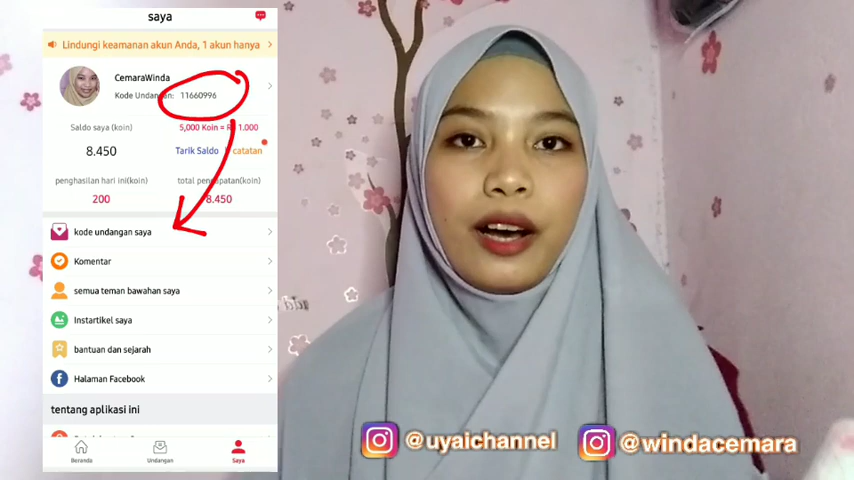 saya
Lindungi keamanan akun Anda, 1 akun hanya
CemaraWinda
Kode Undangan: 11660996
Saldo saya (koin)
5,000 Koin = Rp 1.000
8.450
Tarik Saldo
catatan
penghasilan hari ini(koin)
total pendapatan(koin)
200
8.450
kode undangan saya
Komentar
semua teman bawahan saya
Instartikel saya
bantuan dan sejarah
Halaman Facebook
tentang aplikasi ini
Beranda
Undangan
Saya
@uyaichannel
@windacemara